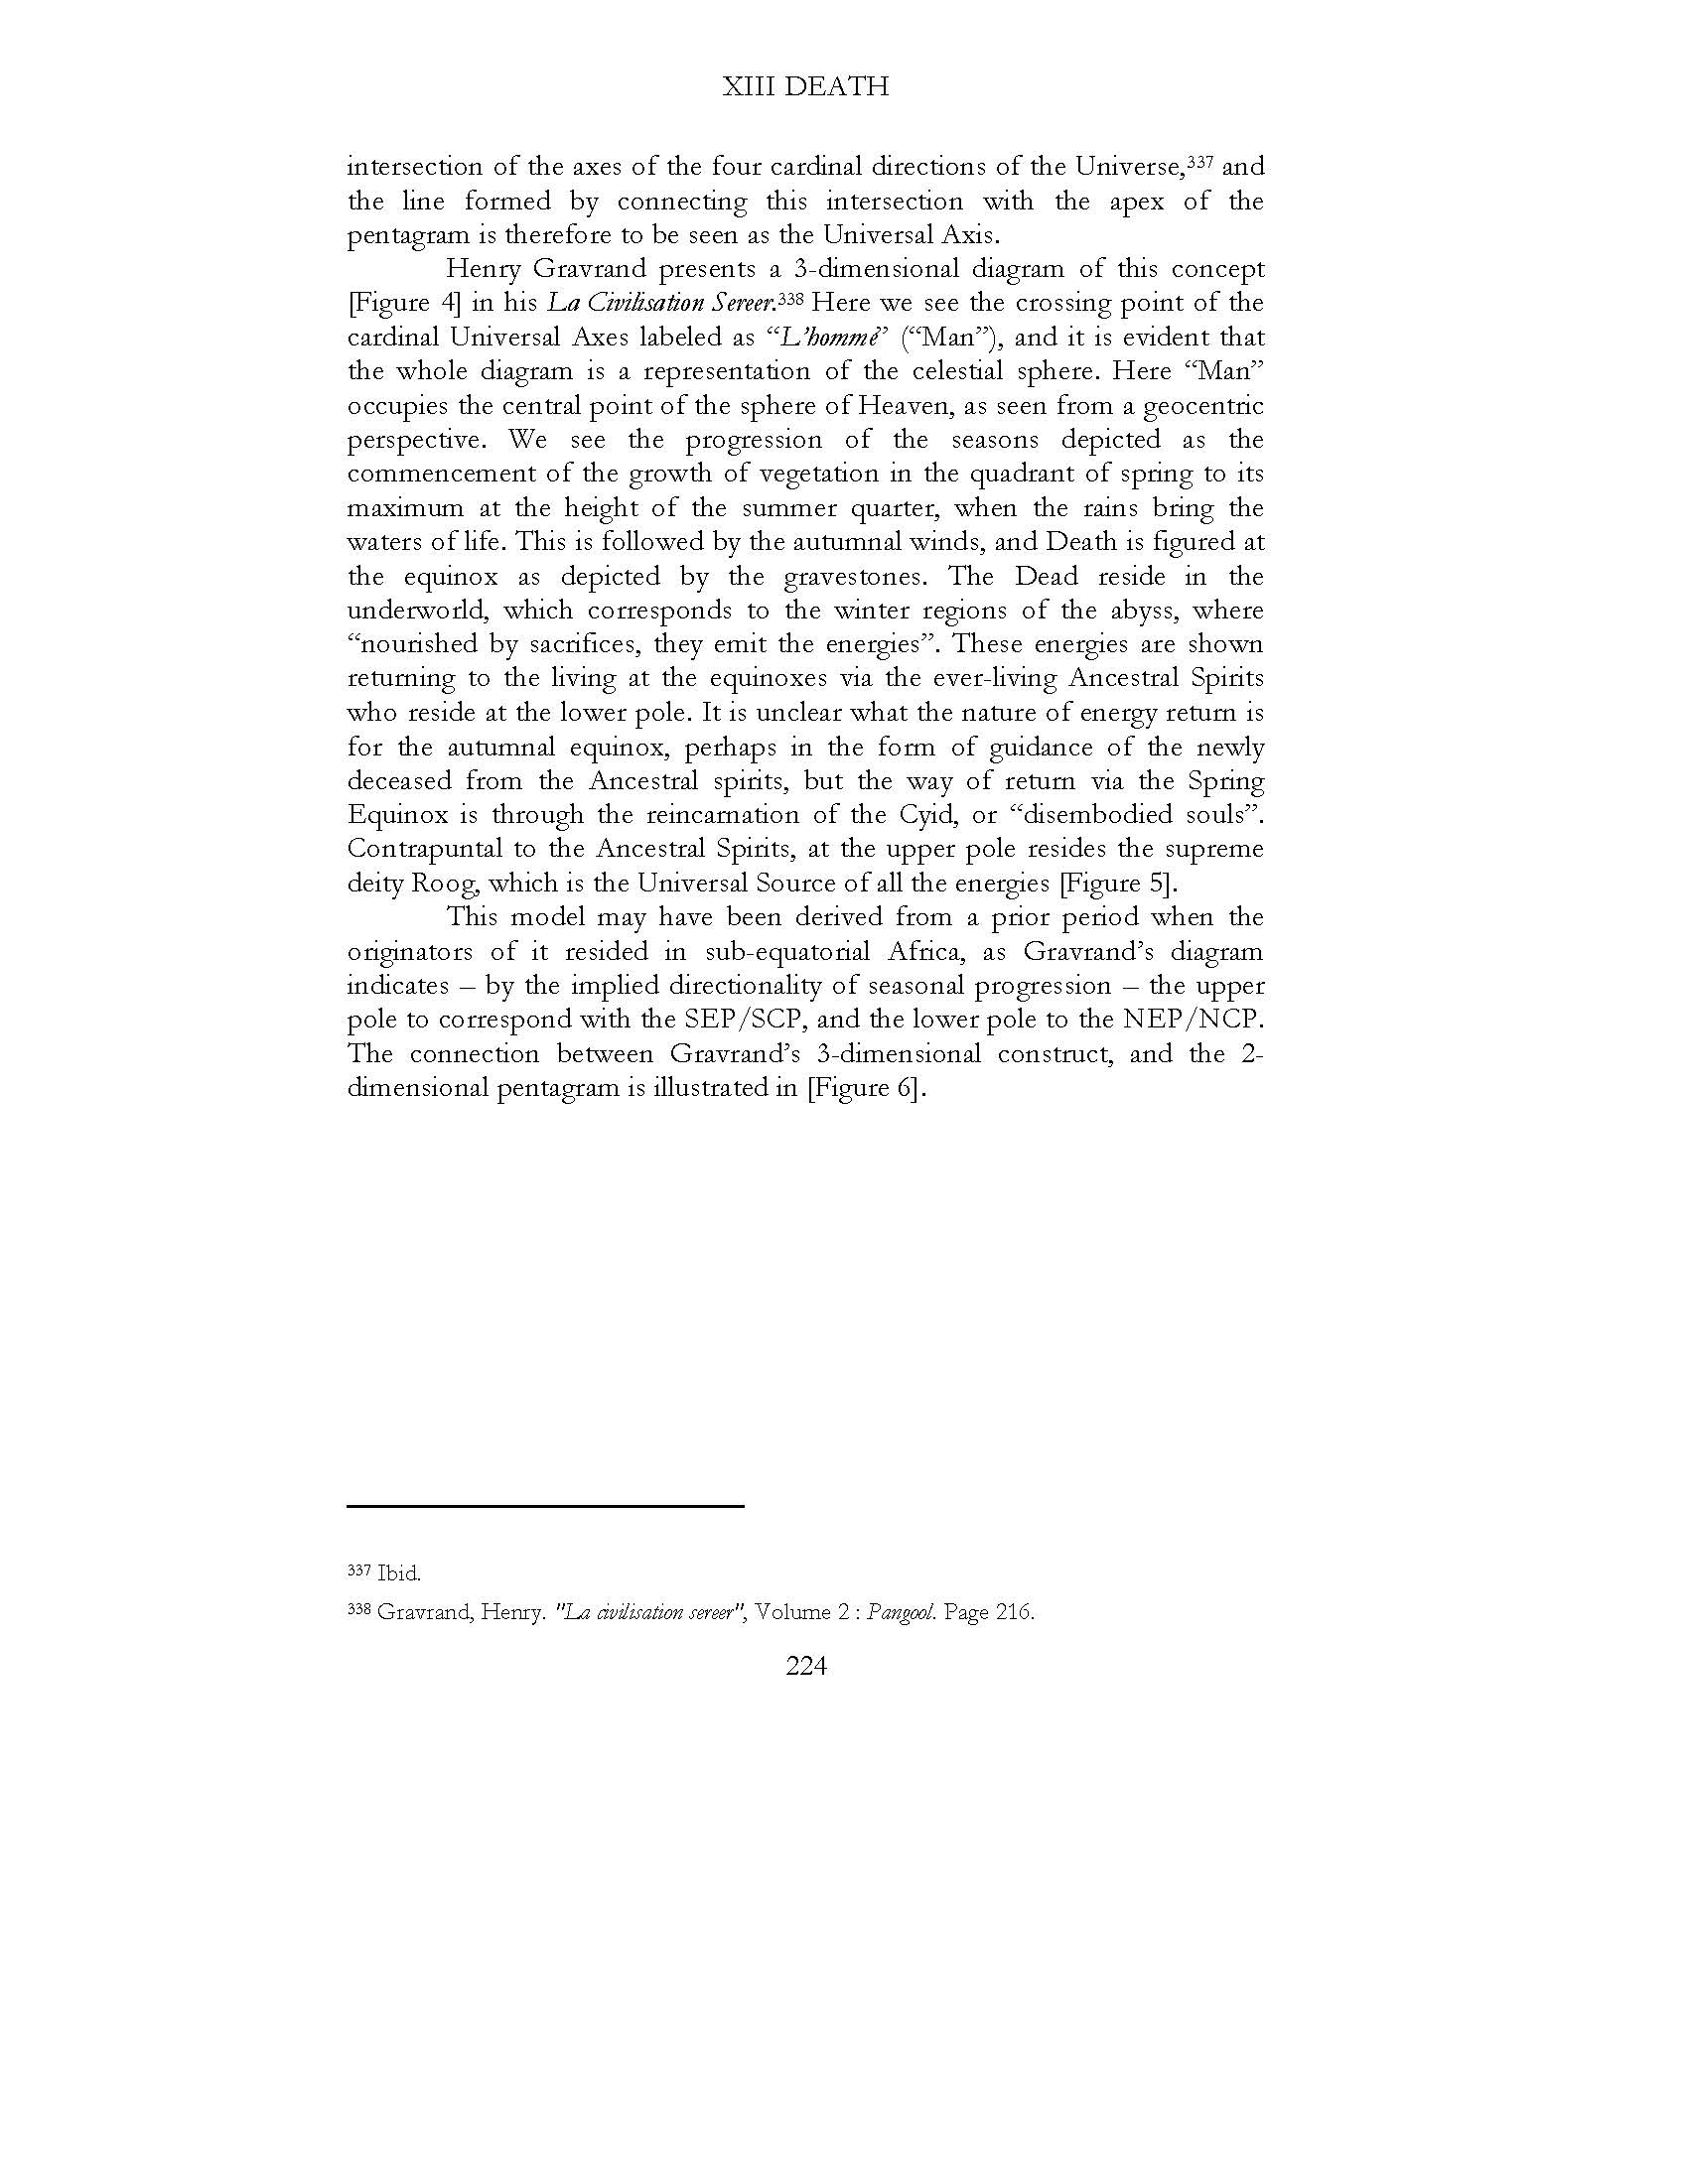 XIII DEATH
intersection of the axes of the four cardinal directions of the Universe,337 and
the line formed by connecting this intersection with the apex of the
pentagram is therefore to be seen as the Universal Axis.
Henry Gravrand presents a 3-dimensional diagram of this concept
[Figure 4] in his La Civilisation Sereer.338 Here we see the crossing point of the
cardinal Universal Axes labeled as “L’homme” (“Man”), and it is evident that
the whole diagram is a representation of the celestial sphere. Here “Man”
occupies the central point of the sphere of Heaven, as seen from a geocentric
perspective. We see the progression of the seasons depicted as the
commencement of the growth of vegetation in the quadrant of spring to its
maximum at the height of the summer quarter, when the rains bring the
waters of life. This is followed by the autumnal winds, and Death is figured at
the equinox as depicted by the gravestones. The Dead reside in the
underworld, which corresponds to the winter regions of the abyss, where
“nourished by sacrifices, they emit the energies”. These energies are shown
returning to the living at the equinoxes via the ever-living Ancestral Spirits
who reside at the lower pole. It is unclear what the nature of energy return is
for the autumnal equinox, perhaps in the form of guidance of the newly
deceased from the Ancestral spirits, but the way of return via the Spring
Equinox is through the reincarnation of the Cyid, or “disembodied souls”.
Contrapuntal to the Ancestral Spirits, at the upper pole resides the supreme
deity Roog, which is the Universal Source of all the energies [Figure 5].
This model may have been derived from a prior period when the
originators of it resided in sub-equatorial Africa, as Gravrand’s diagram
indicates – by the implied directionality of seasonal progression – the upper
pole to correspond with the SEP/SCP, and the lower pole to the NEP/NCP.
The connection between Gravrand’s 3-dimensional construct, and the 2-
dimensional pentagram is illustrated in [Figure 6].
337 Ibid.
338 Gravrand, Henry. "La civilisation sereer", Volume 2 : Pangool. Page 216.
224